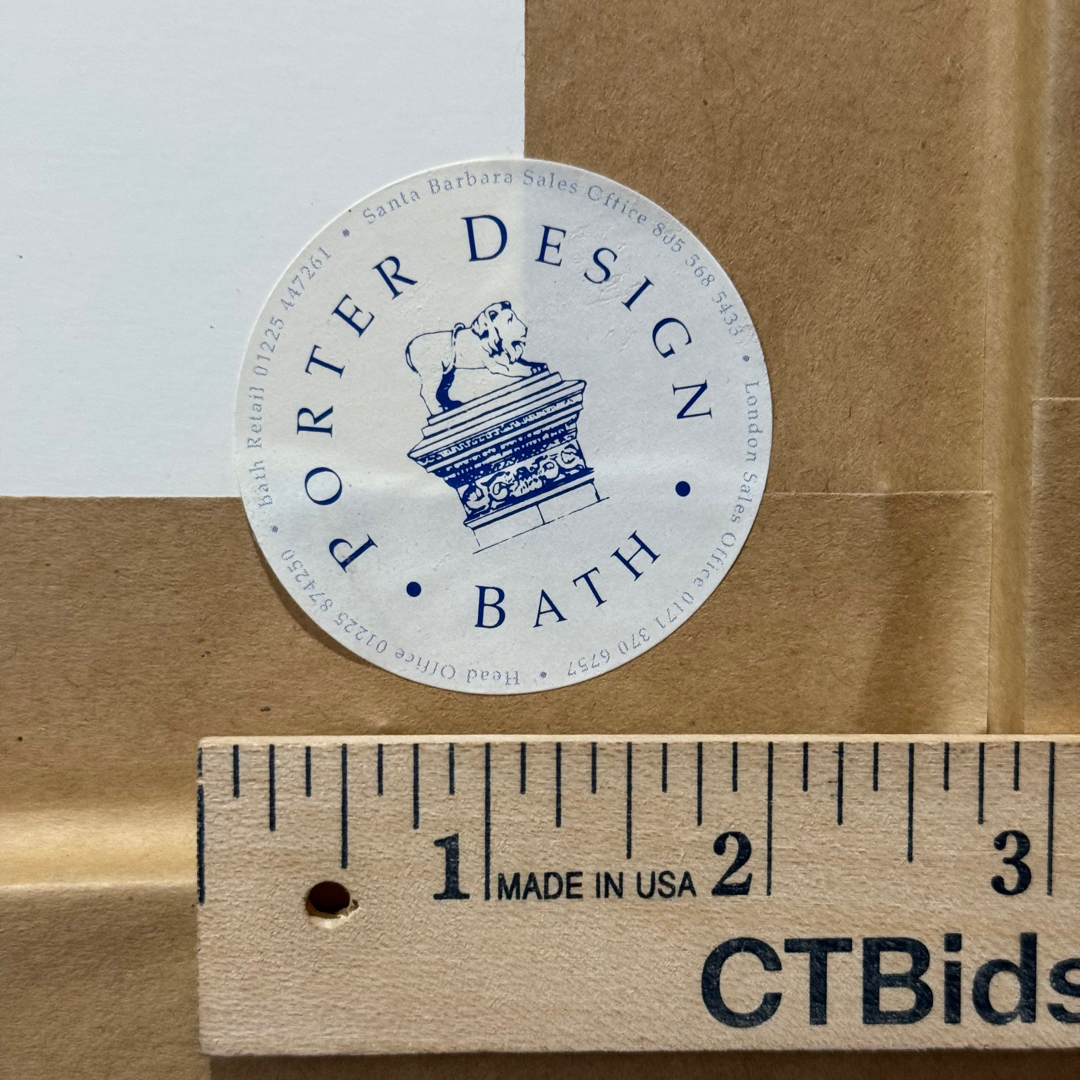 PORTER DESIGN • BATH •
Santa Barbara Sales Office 805 568 5433 • London Sales Office 0171 370 6757 • Head Office 01225 874250 • Bath Retail 01225 447261 •
1 2 3
MADE IN USA
CTBids